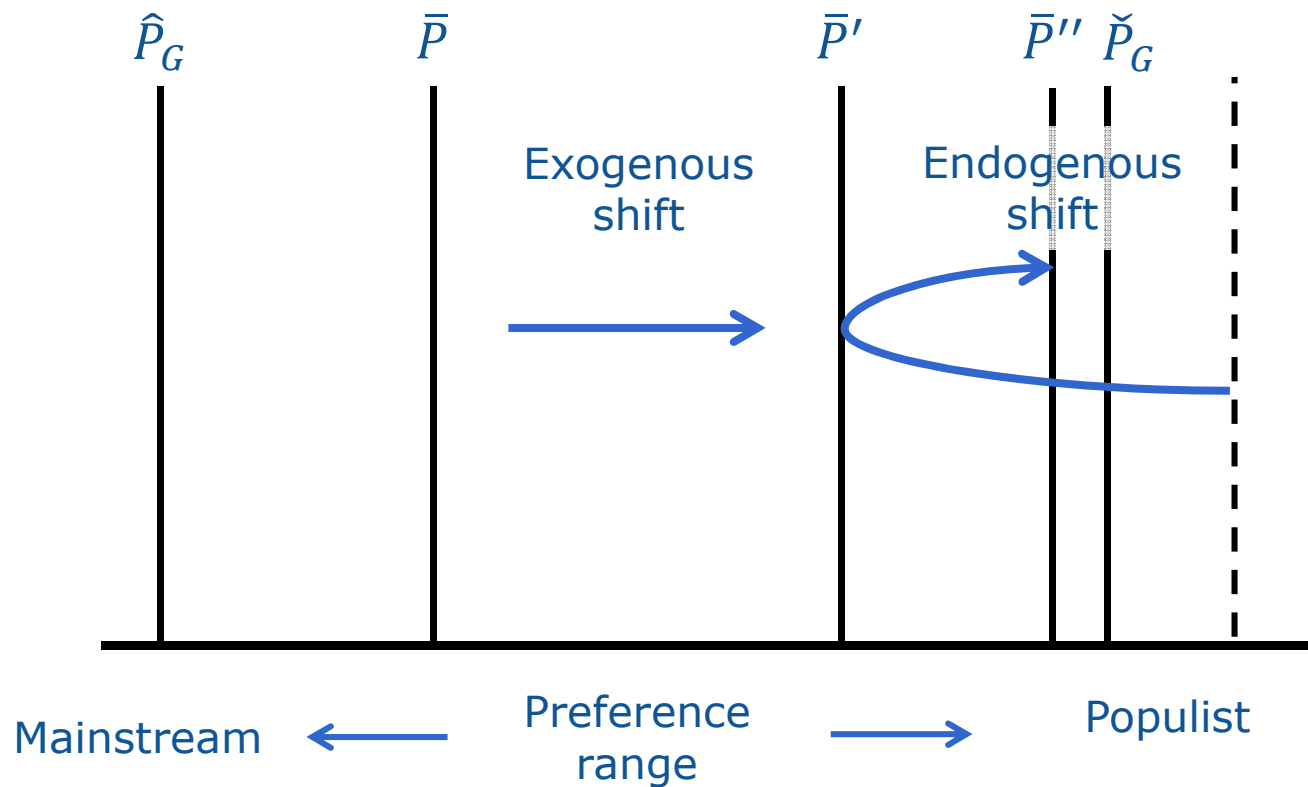 P̂_G P̄ P̄′ P̄′′ P̌_G
Exogenous
shift
Endogenous
shift
Mainstream
Preference
range
Populist